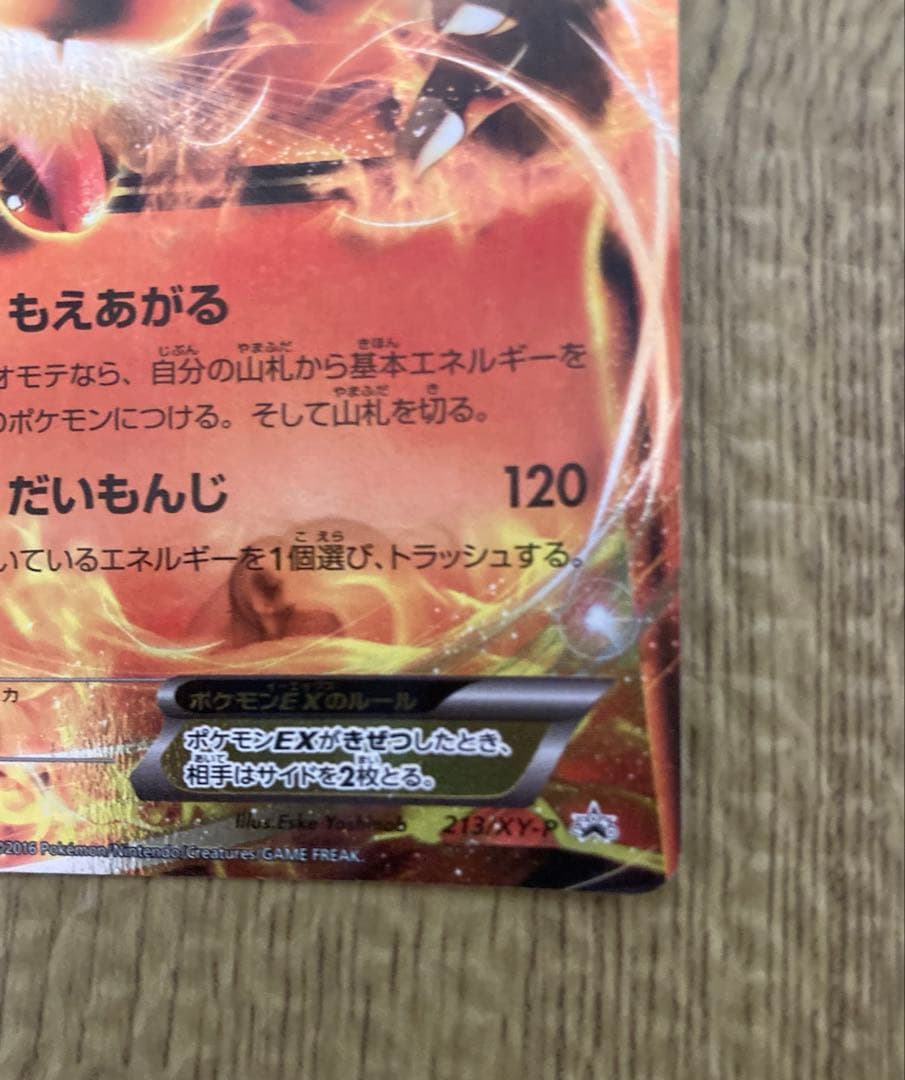 もえあがる
オモテなら、自分の山札から基本エネルギーを
のポケモンにつける。そして山札を切る。
だいもんじ 120
いているエネルギーを1個選び、トラッシュする。
カ
ポケモンEXのルール
ポケモンEXがきぜつしたとき、
相手はサイドを2枚とる。
Illus. 213/XY-P
©2016 Pokémon/Nintendo/Creatures/GAME FREAK.